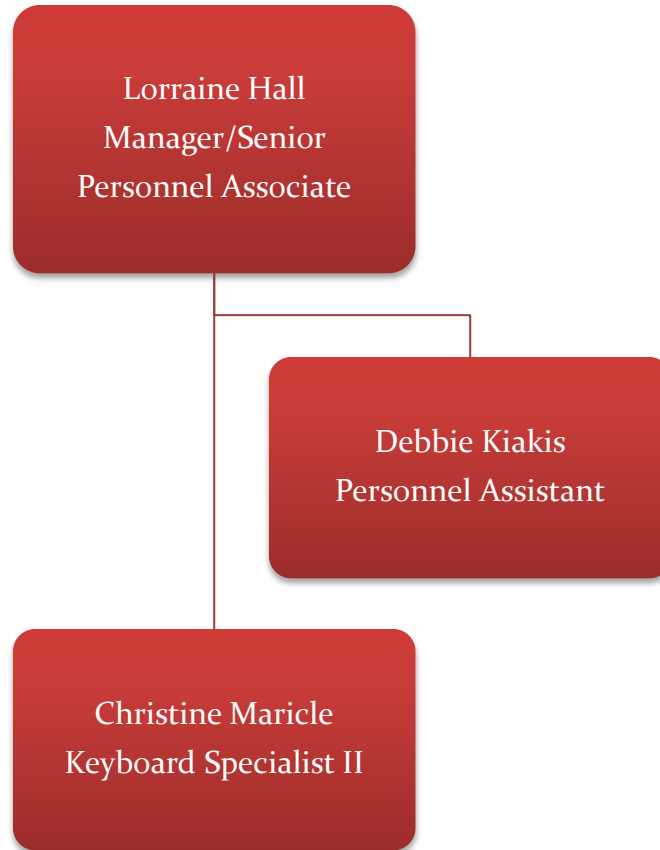 Lorraine Hall
Manager/Senior
Personnel Associate
Debbie Kiakis
Personnel Assistant
Christine Maricle
Keyboard Specialist II